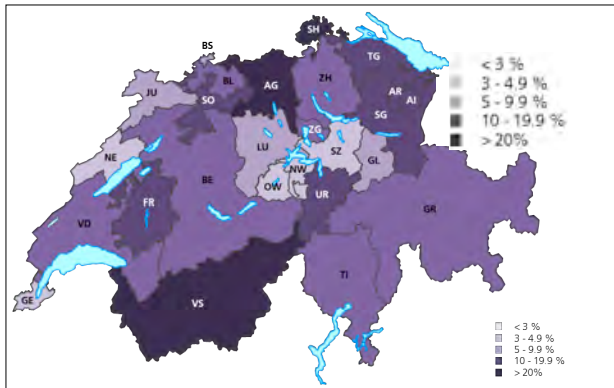 SH
BS
TG
BL
ZH
JU
AG
AR
AI
SO
SG
ZG
NE
LU
SZ
GL
NW
BE
OW
UR
FR
GR
VD
TI
GE
VS
< 3 %
3 - 4.9 %
5 - 9.9 %
10 - 19.9 %
> 20%
< 3 %
3 - 4.9 %
5 - 9.9 %
10 - 19.9 %
> 20%